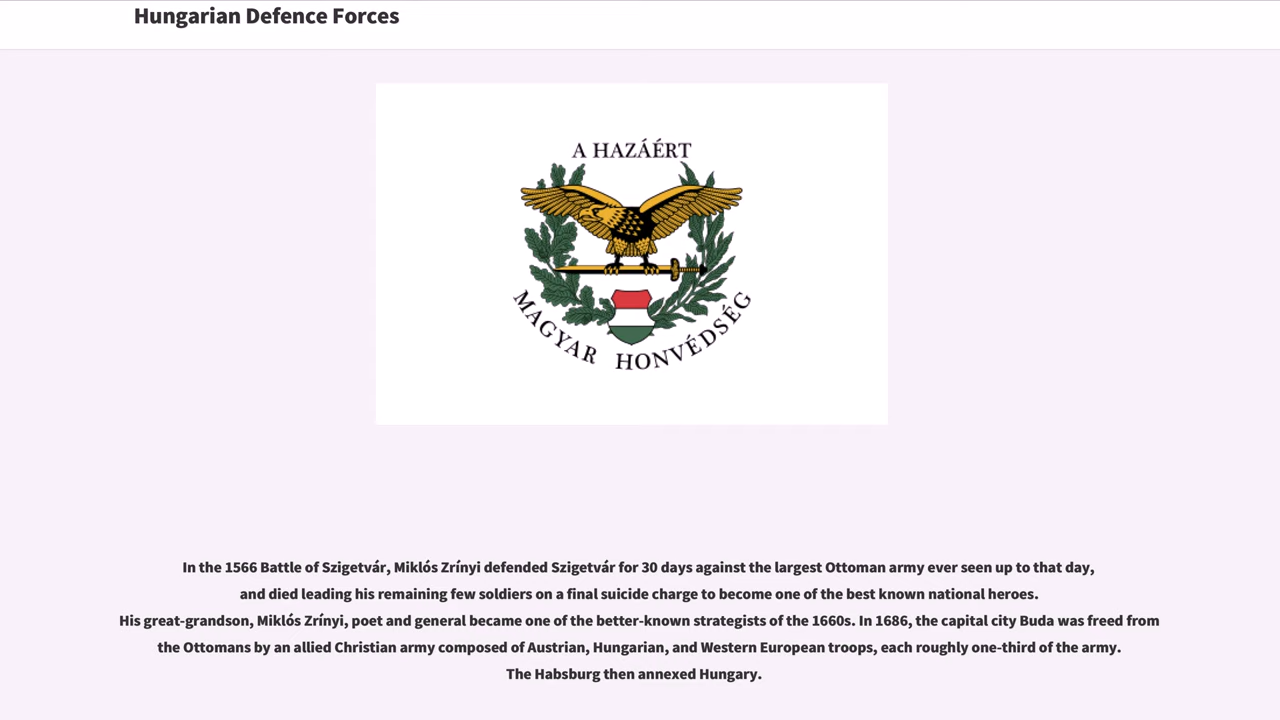 Hungarian Defence Forces
A HAZÁÉRT
MAGYAR HONVÉDSÉG
In the 1566 Battle of Szigetvár, Miklós Zrínyi defended Szigetvár for 30 days against the largest Ottoman army ever seen up to that day,
and died leading his remaining few soldiers on a final suicide charge to become one of the best known national heroes.
His great-grandson, Miklós Zrínyi, poet and general became one of the better-known strategists of the 1660s. In 1686, the capital city Buda was freed from
the Ottomans by an allied Christian army composed of Austrian, Hungarian, and Western European troops, each roughly one-third of the army.
The Habsburg then annexed Hungary.